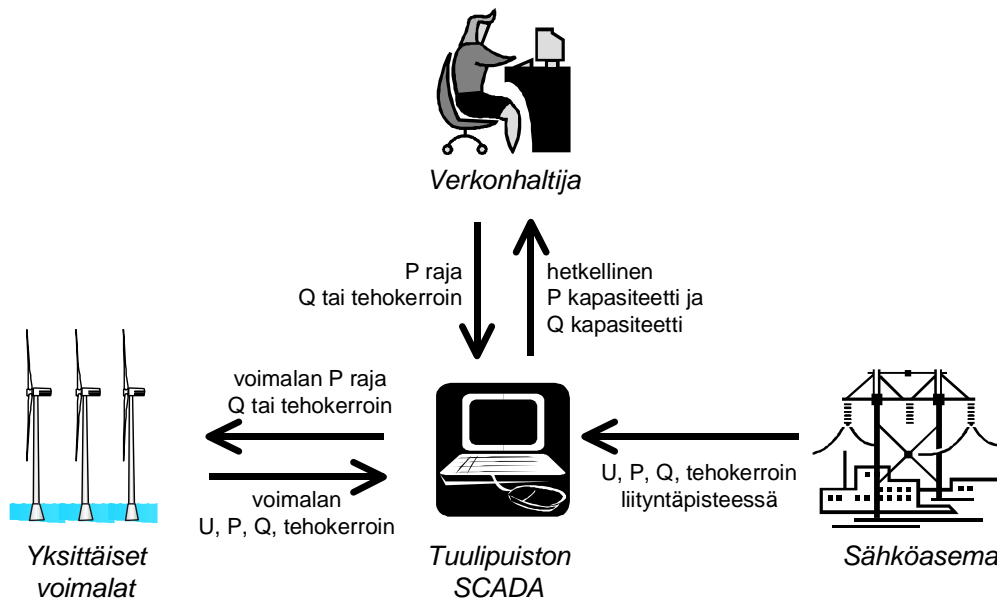 Verkonhaltija
P raja
Q tai tehokerroin
hetkellinen
P kapasiteetti ja
Q kapasiteetti
voimalan P raja
Q tai tehokerroin
voimalan
U, P, Q, tehokerroin
U, P, Q, tehokerroin
liityntäpisteessä
Yksittäiset
voimalat
Tuulipuiston
SCADA
Sähköasema